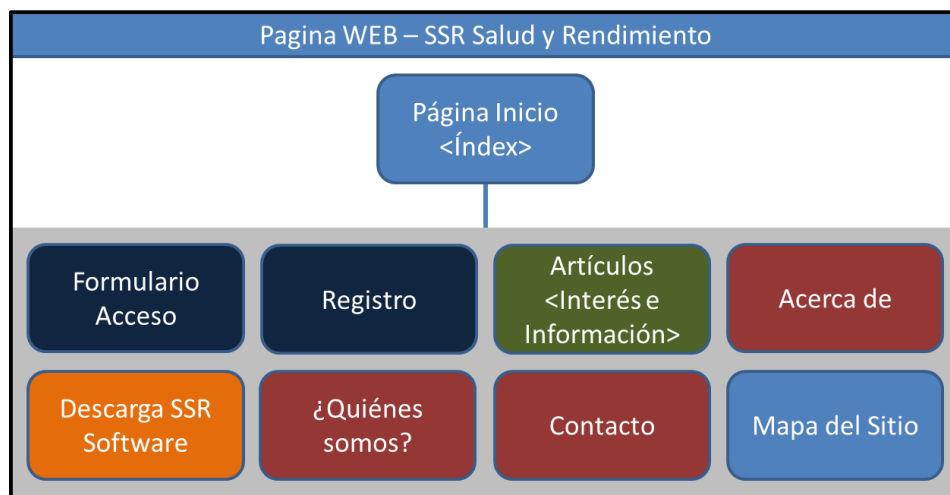 Pagina WEB – SSR Salud y Rendimiento
Página Inicio
<Índex>
Formulario
Acceso
Registro
Artículos
<Interés e
Información>
Acerca de
Descarga SSR
Software
¿Quiénes
somos?
Contacto
Mapa del Sitio